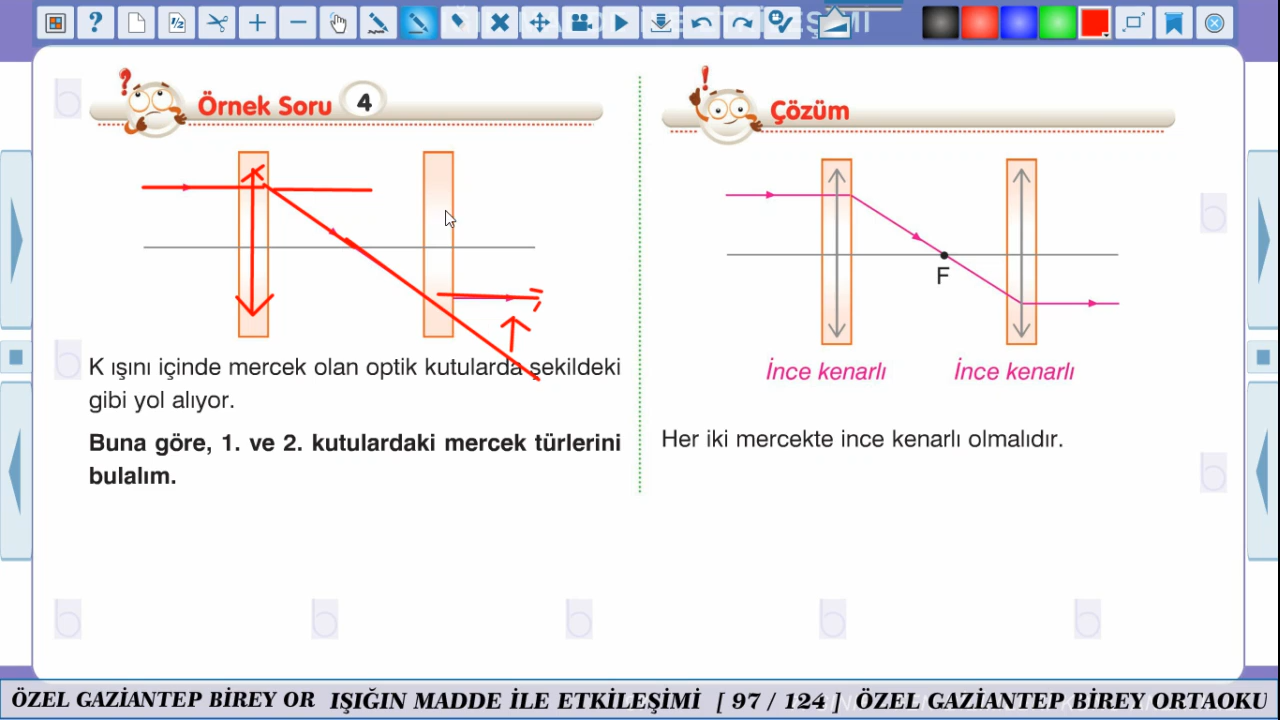 Örnek Soru 4
K ışını içinde mercek olan optik kutularda şekildeki
gibi yol alıyor.
Buna göre, 1. ve 2. kutulardaki mercek türlerini
bulalım.
Çözüm
F
İnce kenarlı İnce kenarlı
Her iki mercekte ince kenarlı olmalıdır.
ÖZEL GAZİANTEP BİREY OR IŞIĞIN MADDE İLE ETKİLEŞİMİ [ 97 / 124 ] ÖZEL GAZİANTEP BİREY ORTAOKU